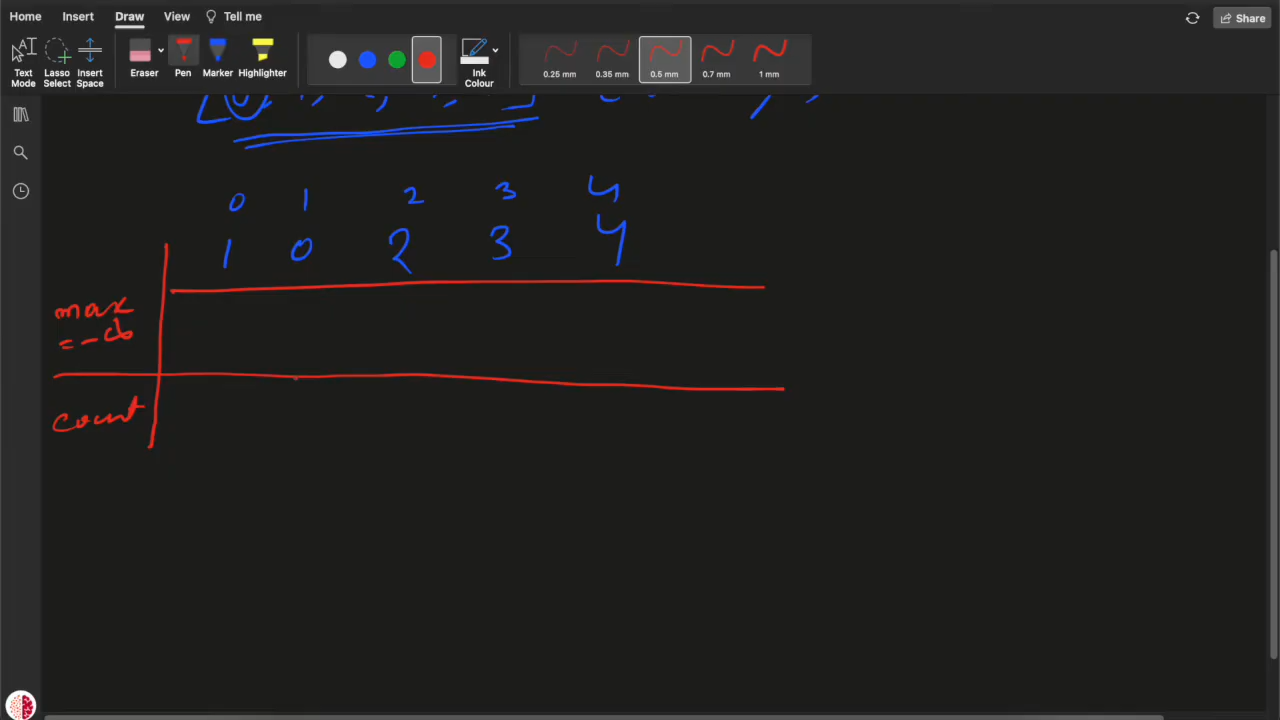 Home Insert Draw View Tell me
Share
Text Mode
Lasso Select
Insert Space
Eraser
Pen
Marker
Highlighter
Ink Colour
0.25 mm
0.35 mm
0.5 mm
0.7 mm
1 mm
0 1 2 3 4
1 0 2 3 4
max
= -∞
count